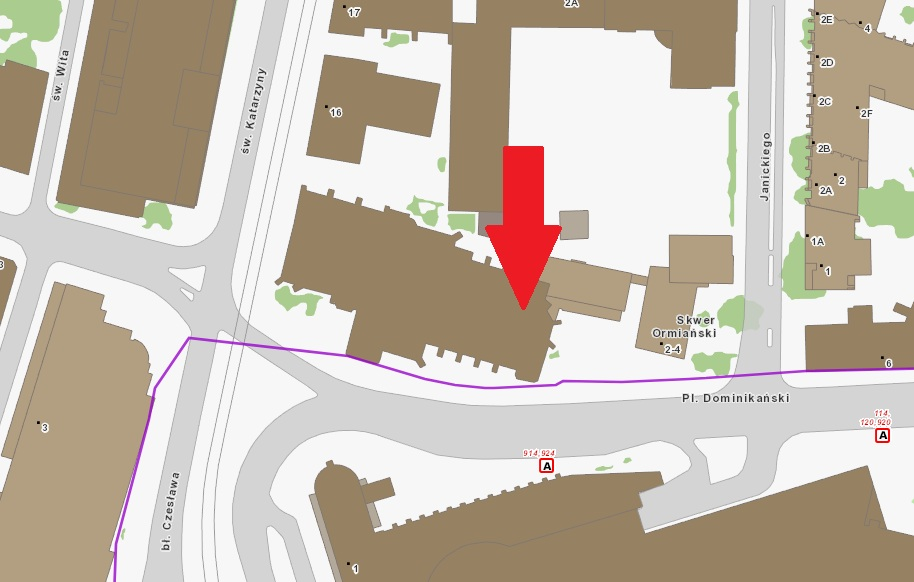 2A
17
2E
4
2D
św. Wita
św. Katarzyny
16
2C
2F
2B
Janickiego
2
2A
1A
1
3
Skwer
Ormiański
2-4
6
Pl. Dominikański
114,
120,920
A
3
914,924
A
bł. Czesława
1